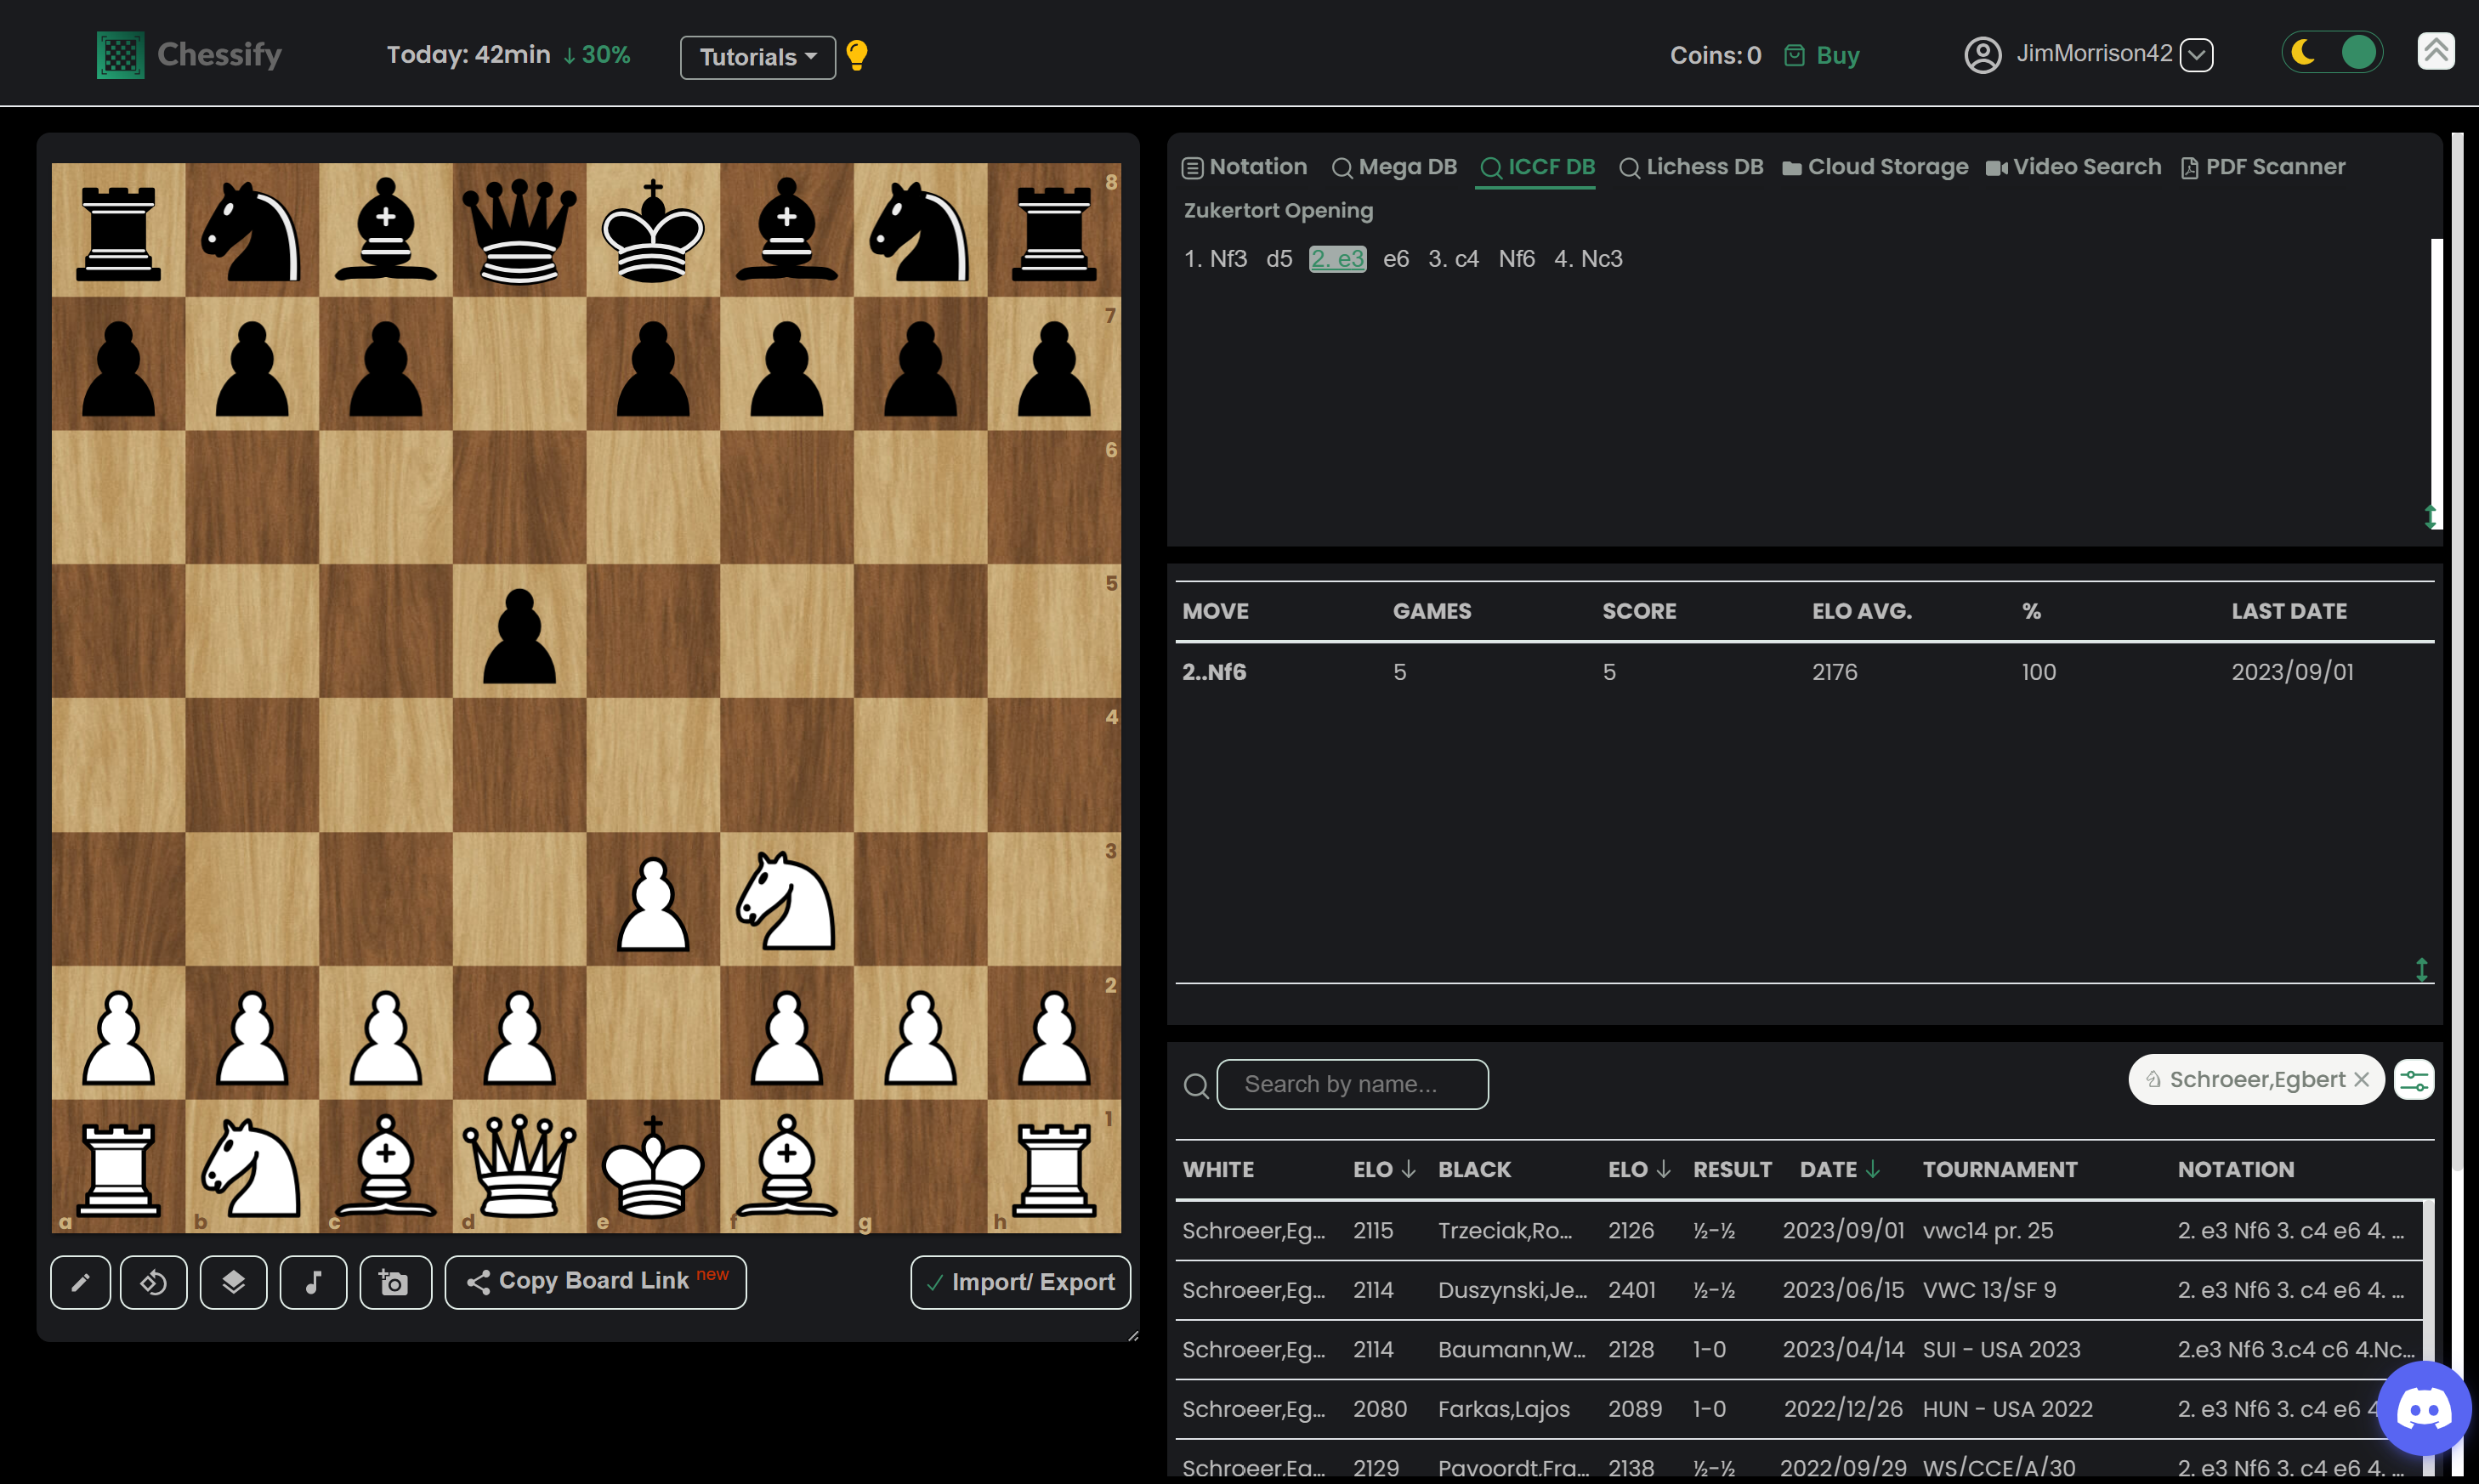 Chessify
Today: 42min ↓ 30%
Tutorials
Coins: 0 Buy
JimMorrison42
Notation Mega DB ICCF DB Lichess DB Cloud Storage Video Search PDF Scanner
Zukertort Opening
1. Nf3 d5 2. e3 e6 3. c4 Nf6 4. Nc3
8
7
6
5
4
3
2
1
a b c d e f g h
Copy Board Link new
Import/ Export
MOVE GAMES SCORE ELO AVG. % LAST DATE
2..Nf6 5 5 2176 100 2023/09/01
Search by name...
Schroeer,Egbert
WHITE ELO ↓ BLACK ELO ↓ RESULT DATE ↓ TOURNAMENT NOTATION
Schroeer,Eg... 2115 Trzeciak,Ro... 2126 ½-½ 2023/09/01 vwc14 pr. 25 2. e3 Nf6 3. c4 e6 4. ...
Schroeer,Eg... 2114 Duszynski,Je... 2401 ½-½ 2023/06/15 VWC 13/SF 9 2. e3 Nf6 3. c4 e6 4. ...
Schroeer,Eg... 2114 Baumann,W... 2128 1-0 2023/04/14 SUI - USA 2023 2.e3 Nf6 3.c4 c6 4.Nc...
Schroeer,Eg... 2080 Farkas,Lajos 2089 1-0 2022/12/26 HUN - USA 2022 2. e3 Nf6 3. c4 e6 4
Schroeer,Eg... 2129 Pavoordt,Fra... 2138 ½-½ 2022/09/29 WS/CCE/A/30 2. e3 Nf6 3. c4 e6 4